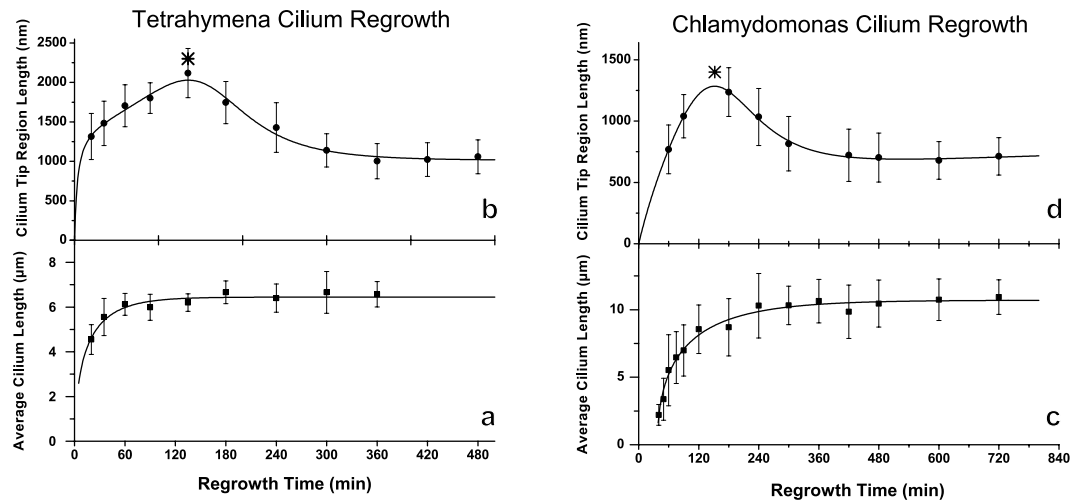 Tetrahymena Cilium Regrowth
Cilium Tip Region Length (nm)
2500
2000
1500
1000
500
0
b
Average Cilium Length (µm)
8
6
4
2
0
a
0 60 120 180 240 300 360 420 480
Regrowth Time (min)
Chlamydomonas Cilium Regrowth
Cilium Tip Region Length (nm)
1500
1250
1000
750
500
250
0
d
Average Cilium Length (µm)
10
5
0
c
0 120 240 360 480 600 720 840
Regrowth Time (min)